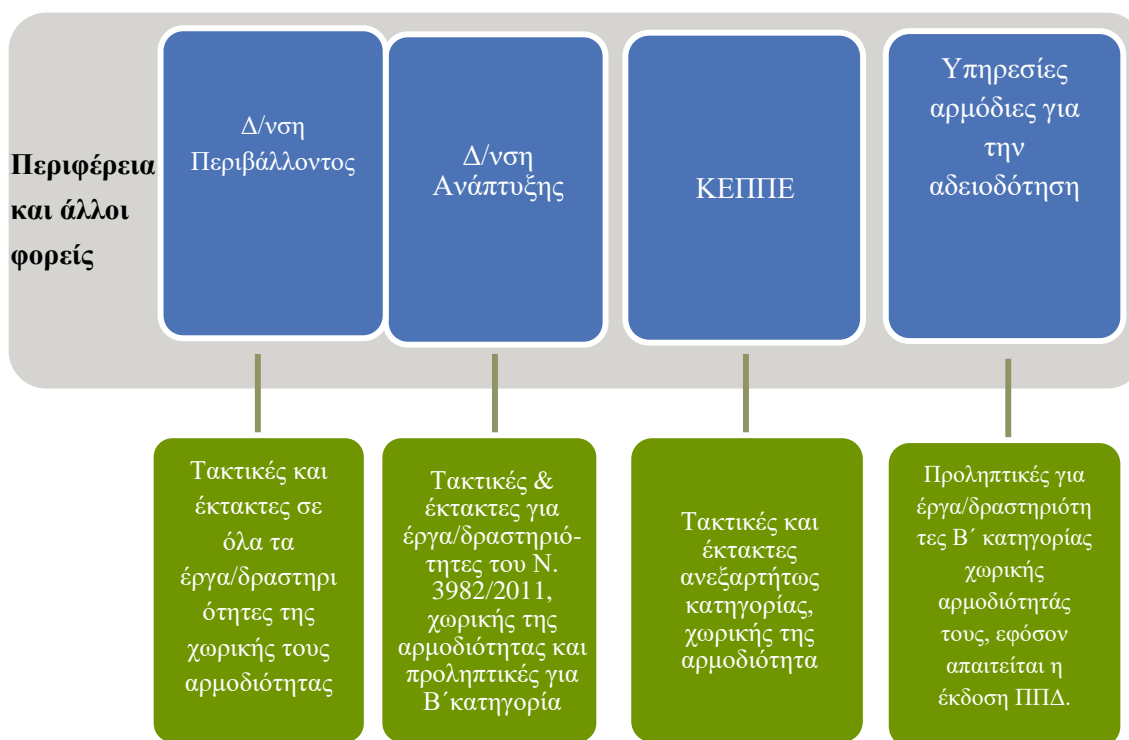 Περιφέρεια
και άλλοι
φορείς
Δ/νση
Περιβάλλοντος
Δ/νση
Ανάπτυξης
ΚΕΠΠΕ
Υπηρεσίες
αρμόδιες για
την
αδειοδότηση
Τακτικές και
έκτακτες σε
όλα τα
έργα/δραστηρι
ότητες της
χωρικής τους
αρμοδιότητας
Τακτικές &
έκτακτες για
έργα/δραστηριό-
τητες του Ν.
3982/2011,
χωρικής της
αρμοδιότητας και
προληπτικές για
Β΄κατηγορία
Τακτικές και
έκτακτες
ανεξαρτήτως
κατηγορίας,
χωρικής της
αρμοδιότητα
Προληπτικές για
έργα/δραστηριότη
τες Β΄ κατηγορίας
χωρικής
αρμοδιότητάς
τους, εφόσον
απαιτείται η
έκδοση ΠΠΔ.